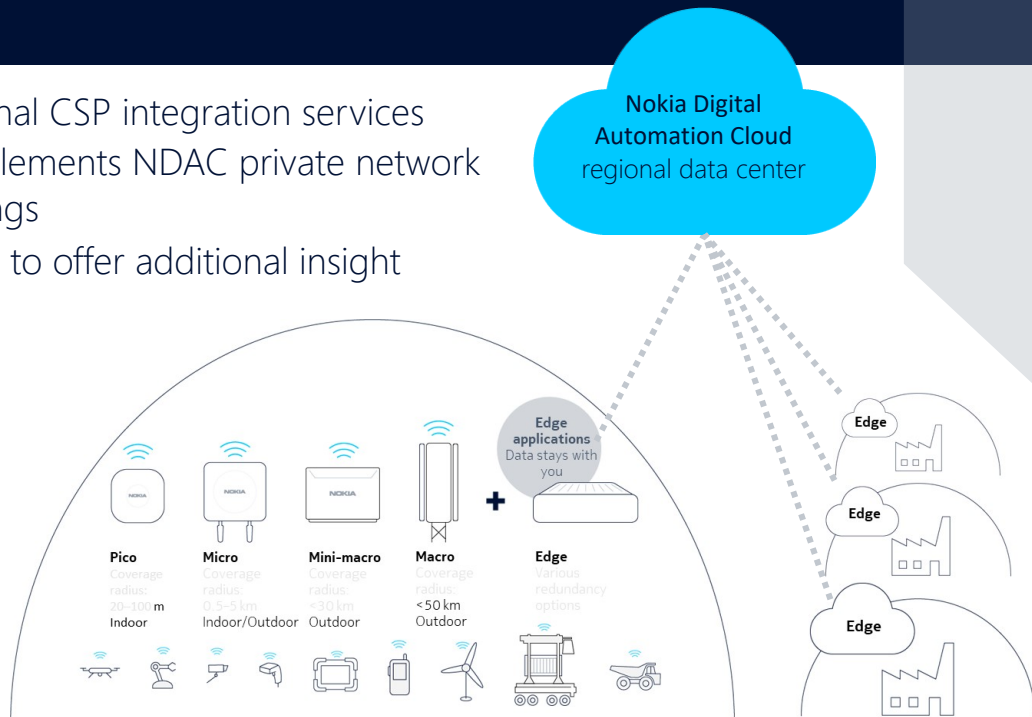 nal CSP integration services
lements NDAC private network
ngs
to offer additional insight
Nokia Digital
Automation Cloud
regional data center
Edge
applications
Data stays with
you
NOKIA
NOKIA
NOKIA
Pico
Coverage
radius:
20–100 m
Indoor
Micro
Coverage
radius:
0.5–5 km
Indoor/Outdoor
Mini-macro
Coverage
radius:
<30 km
Outdoor
Macro
Coverage
radius:
<50 km
Outdoor
+
Edge
Various
redundancy
options
Edge
Edge
Edge